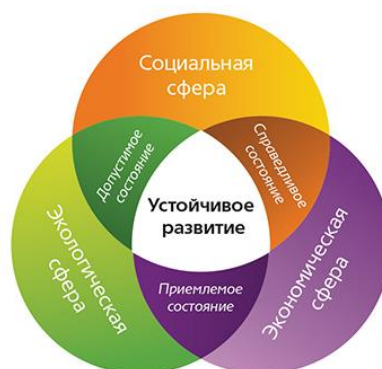 Социальная
сфера
Допустимое
состояние
Справедливое
состояние
Устойчивое
развитие
Экологическая
сфера
Приемлемое
состояние
Экономическая
сфера